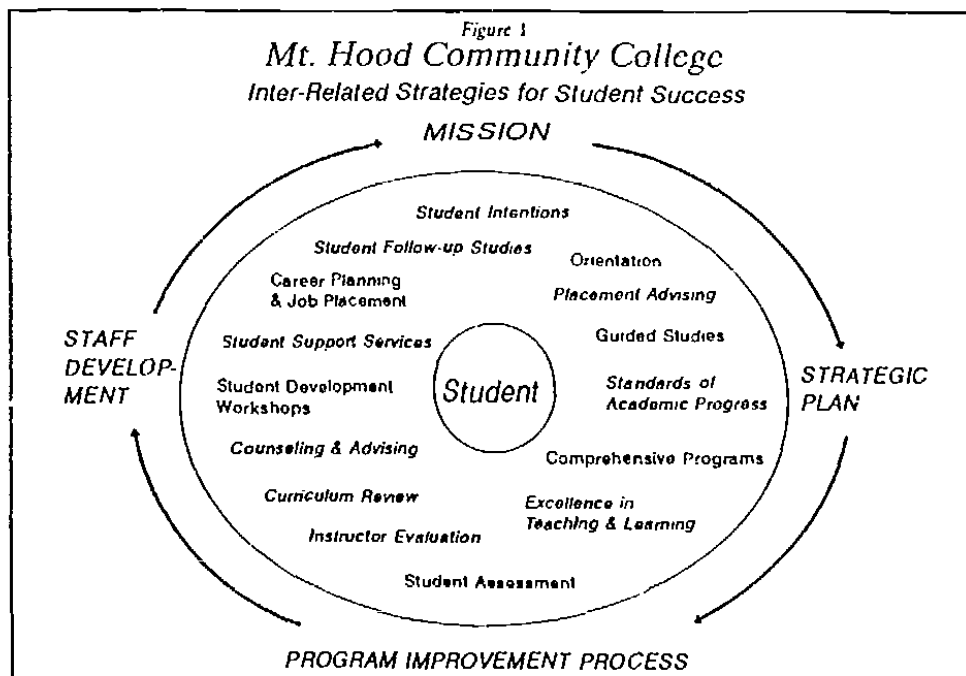 Figure 1
Mt. Hood Community College
Inter-Related Strategies for Student Success
MISSION
Student Intentions
Student Follow-up Studies
Orientation
Career Planning
& Job Placement
Placement Advising
STAFF
DEVELOP-
MENT
Student Support Services
Guided Studies
Student
Student Development
Workshops
Standards of
Academic Progress
STRATEGIC
PLAN
Counseling & Advising
Comprehensive Programs
Curriculum Review
Excellence in
Teaching & Learning
Instructor Evaluation
Student Assessment
PROGRAM IMPROVEMENT PROCESS